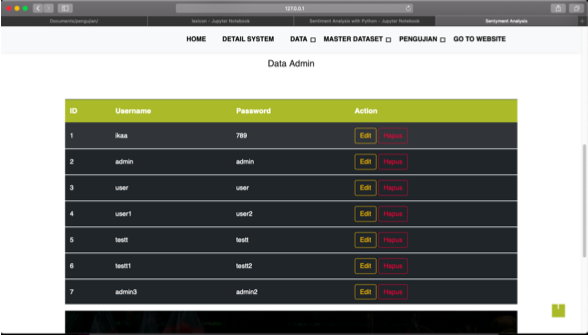 127.0.0.1
Documents/pengujian/
lexicon - Jupyter Notebook
Sentiment Analysis with Python - Jupyter Notebook
Sentyment Analysis
HOME DETAIL SYSTEM DATA MASTER DATASET PENGUJIAN GO TO WEBSITE
Data Admin
ID Username Password Action
1 ikaa 789 Edit Hapus
2 admin admin Edit Hapus
3 user user Edit Hapus
4 user1 user2 Edit Hapus
5 testt testt Edit Hapus
6 testt1 testt2 Edit Hapus
7 admin3 admin2 Edit Hapus